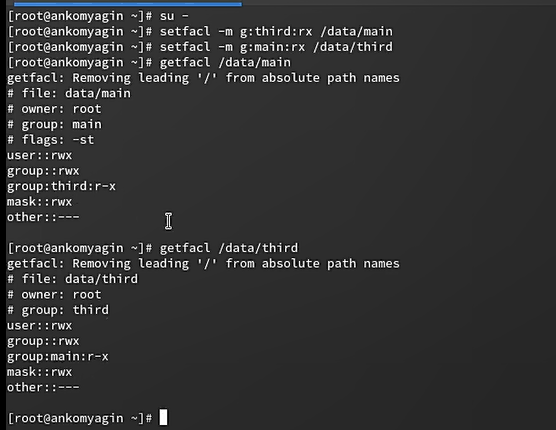 [root@ankomyagin ~]# su -
[root@ankomyagin ~]# setfacl -m g:third:rx /data/main
[root@ankomyagin ~]# setfacl -m g:main:rx /data/third
[root@ankomyagin ~]# getfacl /data/main
getfacl: Removing leading '/' from absolute path names
# file: data/main
# owner: root
# group: main
# flags: -st
user::rwx
group::rwx
group:third:r-x
mask::rwx
other::---
[root@ankomyagin ~]# getfacl /data/third
getfacl: Removing leading '/' from absolute path names
# file: data/third
# owner: root
# group: third
user::rwx
group::rwx
group:main:r-x
mask::rwx
other::---
[root@ankomyagin ~]#